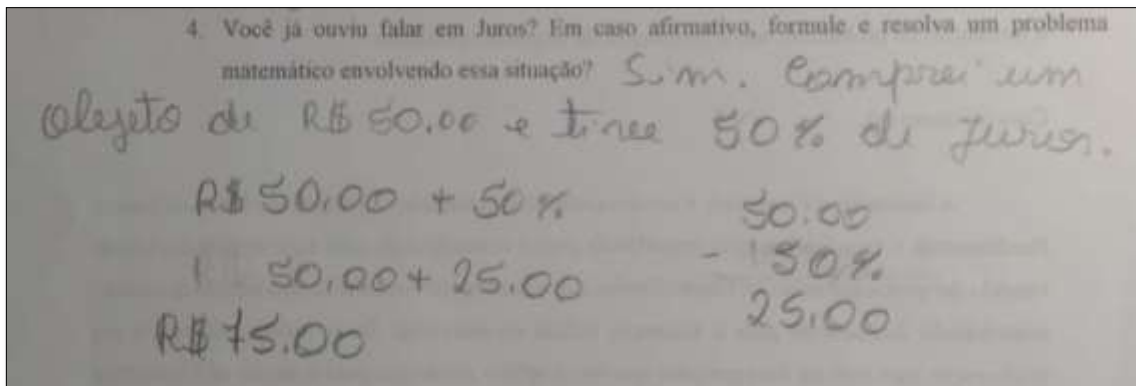 4. Você já ouviu falar em Juros? Em caso afirmativo, formule e resolva um problema
matemático envolvendo essa situação? Sim. Comprei um
objeto de R$ 50,00 e tive 50% de Juros.
R$ 50,00 + 50%
50,00
50,00 + 25,00
- 50%
R$ 75,00
25,00